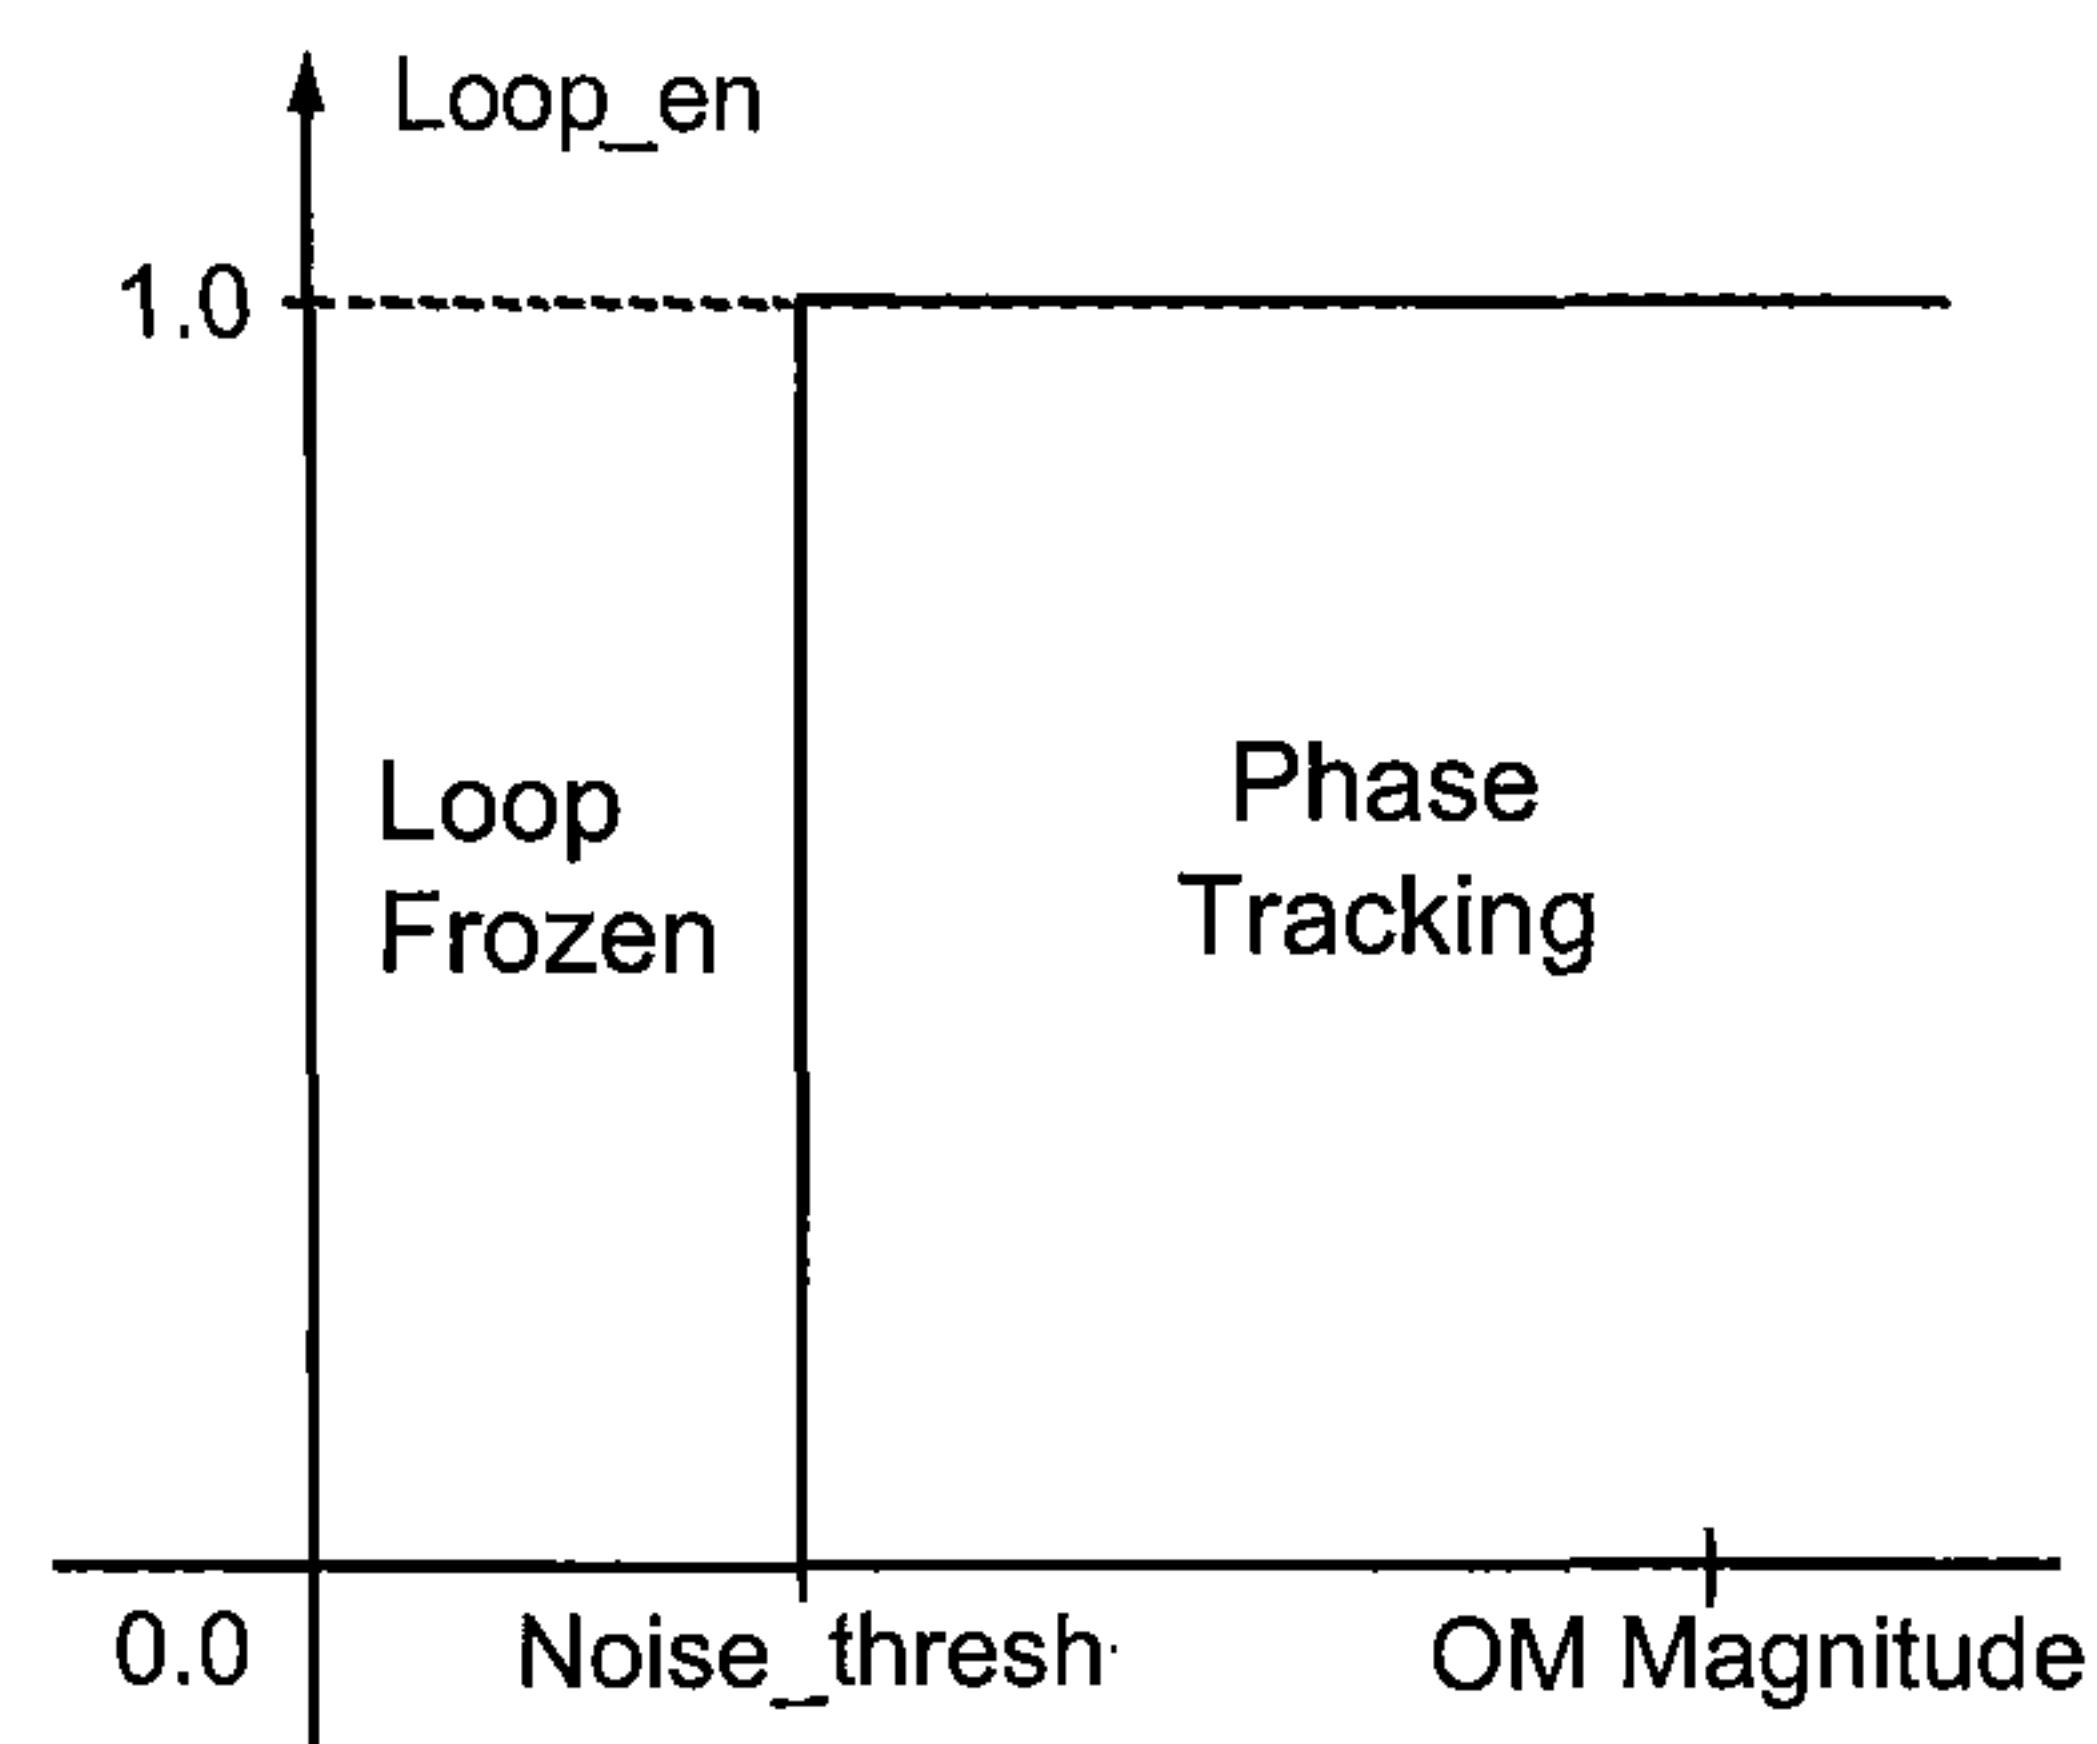 Loop_en
1.0
Loop
Frozen
Phase
Tracking
0.0
Noise_thresh
OM Magnitude